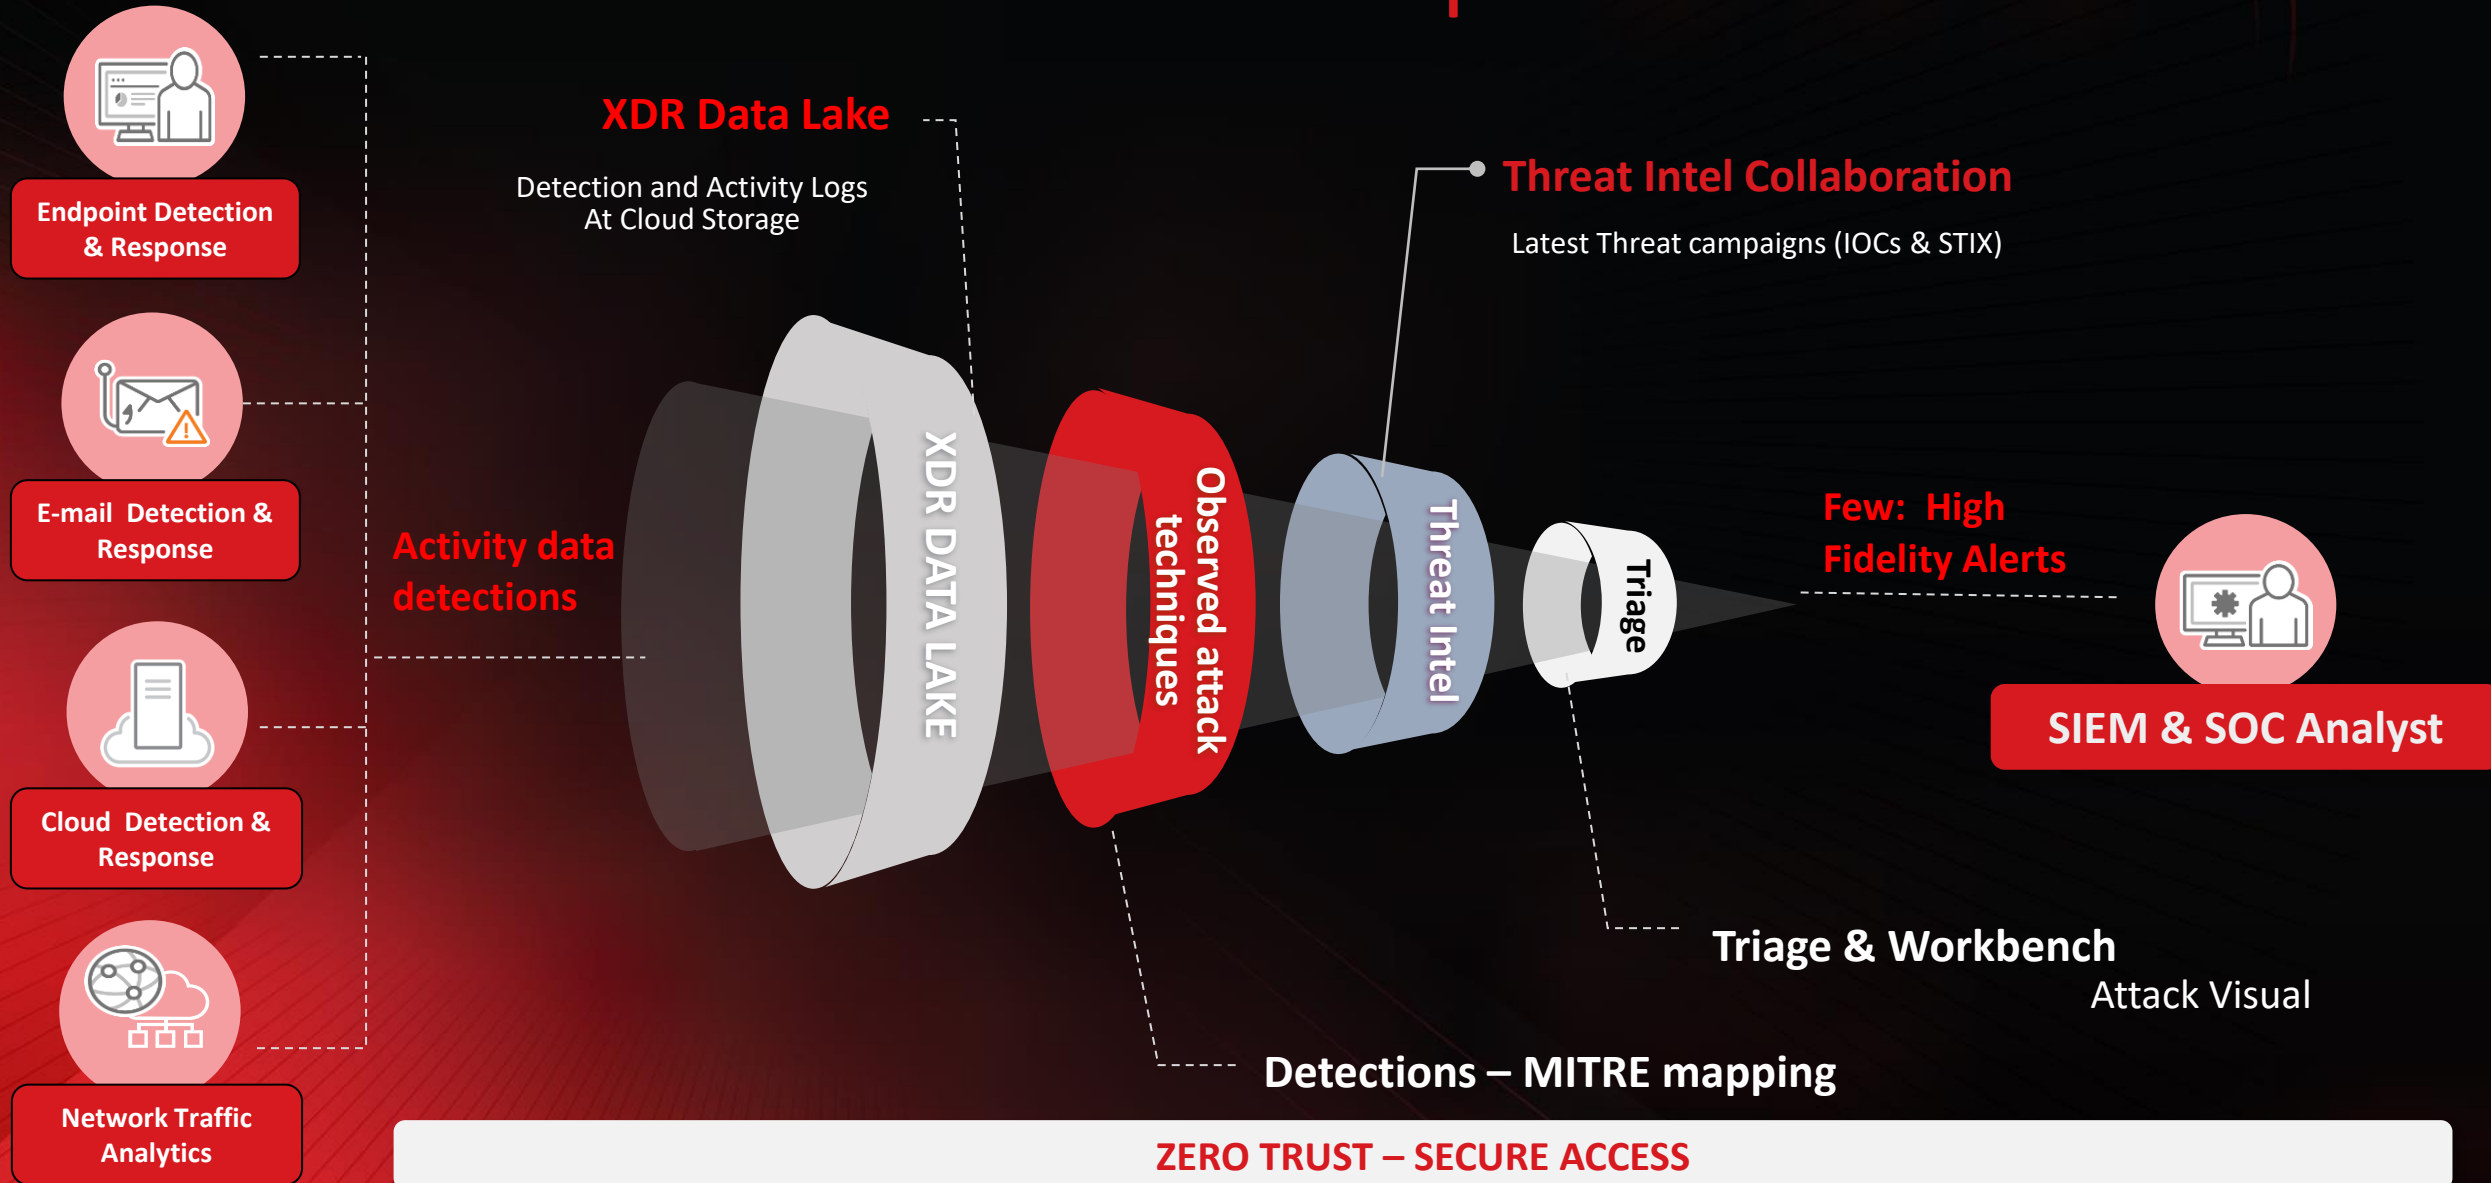 Endpoint Detection
& Response
E-mail  Detection &
Response
Cloud  Detection &
Response
Network Traffic
Analytics
Activity data
detections
XDR Data Lake
Detection and Activity Logs
At Cloud Storage
XDR DATA LAKE
Observed attack
techniques
Threat Intel
Triage
Threat Intel Collaboration
Latest Threat campaigns (IOCs & STIX)
Few:  High
Fidelity Alerts
SIEM & SOC Analyst
Triage & Workbench
Attack Visual
Detections – MITRE mapping
ZERO TRUST – SECURE ACCESS